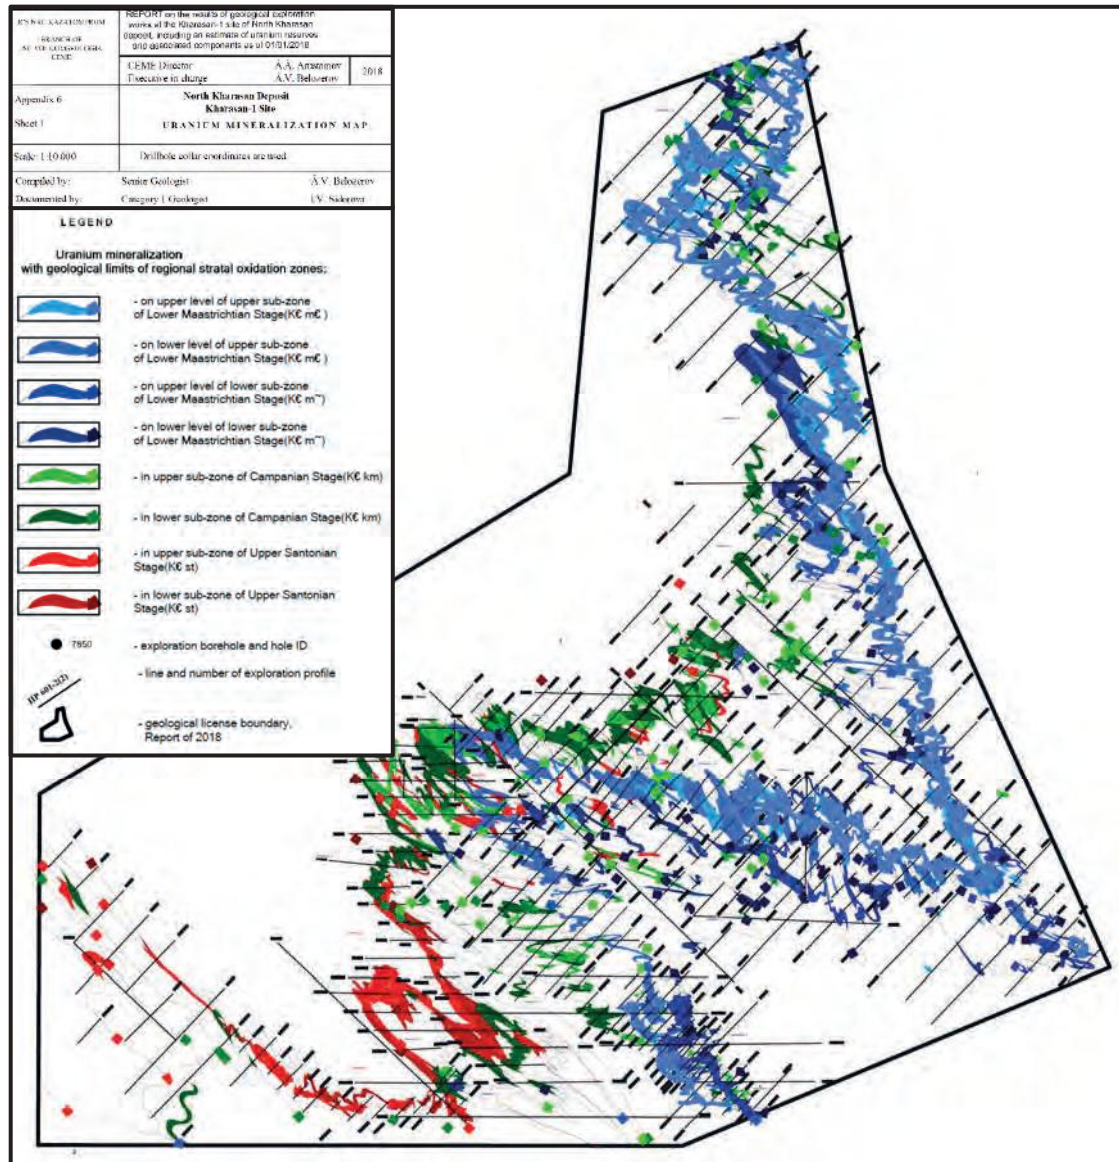 REPORT on the results of geological exploration
works at the Kharasan-1 site of North Kharasan
deposit, including an estimate of uranium reserves
and associated components as of 01/01/2018
BRANCH OF
CEME Director
Executive in charge
A.V. Belozerov
2018
Appendix 6
Sheet 1
North Kharasan Deposit
Kharasan-1 Site
URANIUM MINERALIZATION MAP
Scale: 1:10 000
Drillhole collar coordinates are used
Compiled by:
Senior Geologist
A.V. Belozerov
Documented by:
Category 1 Geologist
I.V. Sidorova
LEGEND
Uranium mineralization
with geological limits of regional stratal oxidation zones:
- on upper level of upper sub-zone
of Lower Maastrichtian Stage(K€ m€ )
- on lower level of upper sub-zone
of Lower Maastrichtian Stage(K€ m€ )
- on upper level of lower sub-zone
of Lower Maastrichtian Stage(K€ m~)
- on lower level of lower sub-zone
of Lower Maastrichtian Stage(K€ m~)
- in upper sub-zone of Campanian Stage(K€ km)
- in lower sub-zone of Campanian Stage(K€ km)
- in upper sub-zone of Upper Santonian
Stage(K€ st)
- in lower sub-zone of Upper Santonian
Stage(K€ st)
7650
- exploration borehole and hole ID
- line and number of exploration profile
- geological license boundary,
Report of 2018